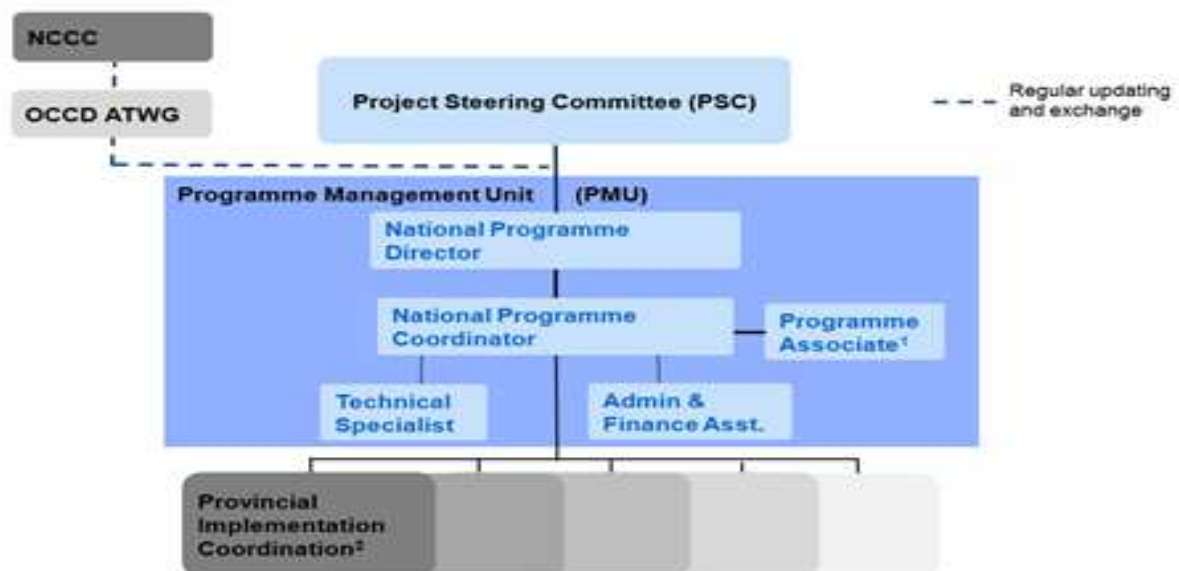 NCCC
OCCD ATWG
Project Steering Committee (PSC)
Regular updating
and exchange
Programme Management Unit (PMU)
National Programme
Director
National Programme
Coordinator
Programme
Associate¹
Technical
Specialist
Admin &
Finance Asst.
Provincial
Implementation
Coordination²